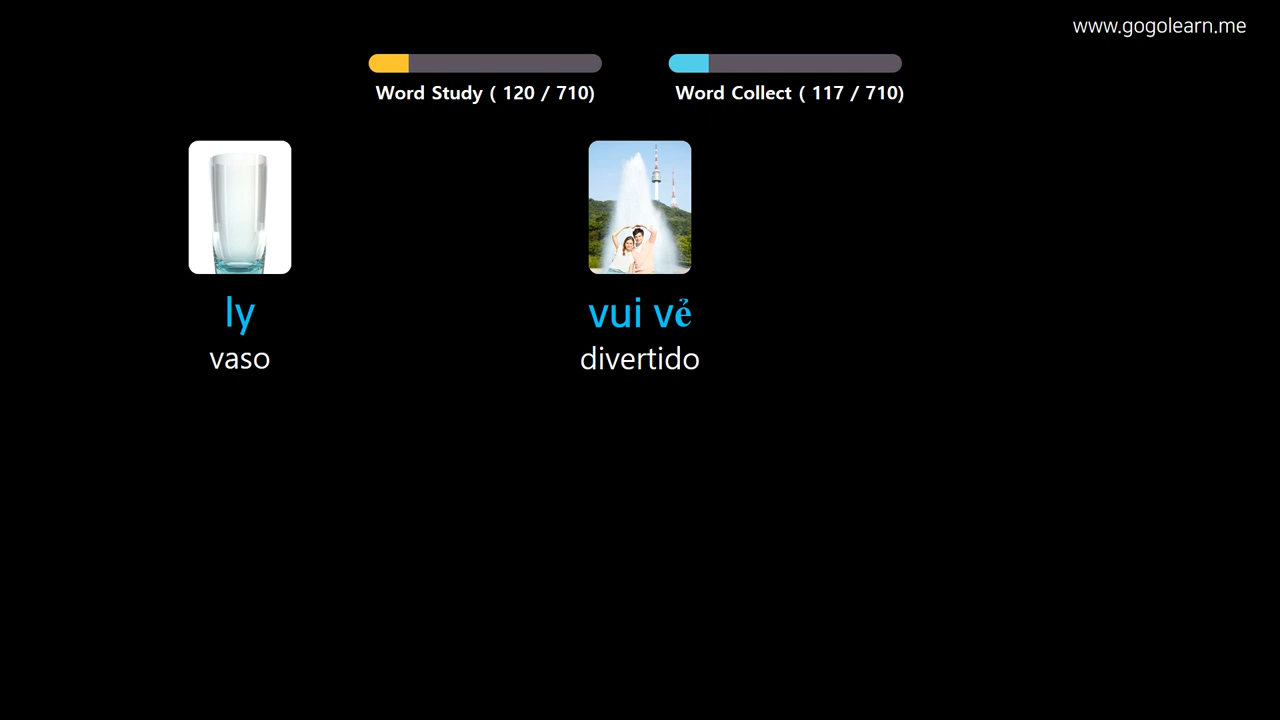 www.gogolearn.me
Word Study ( 120 / 710)
Word Collect ( 117 / 710)
ly
vaso
vui vẻ
divertido